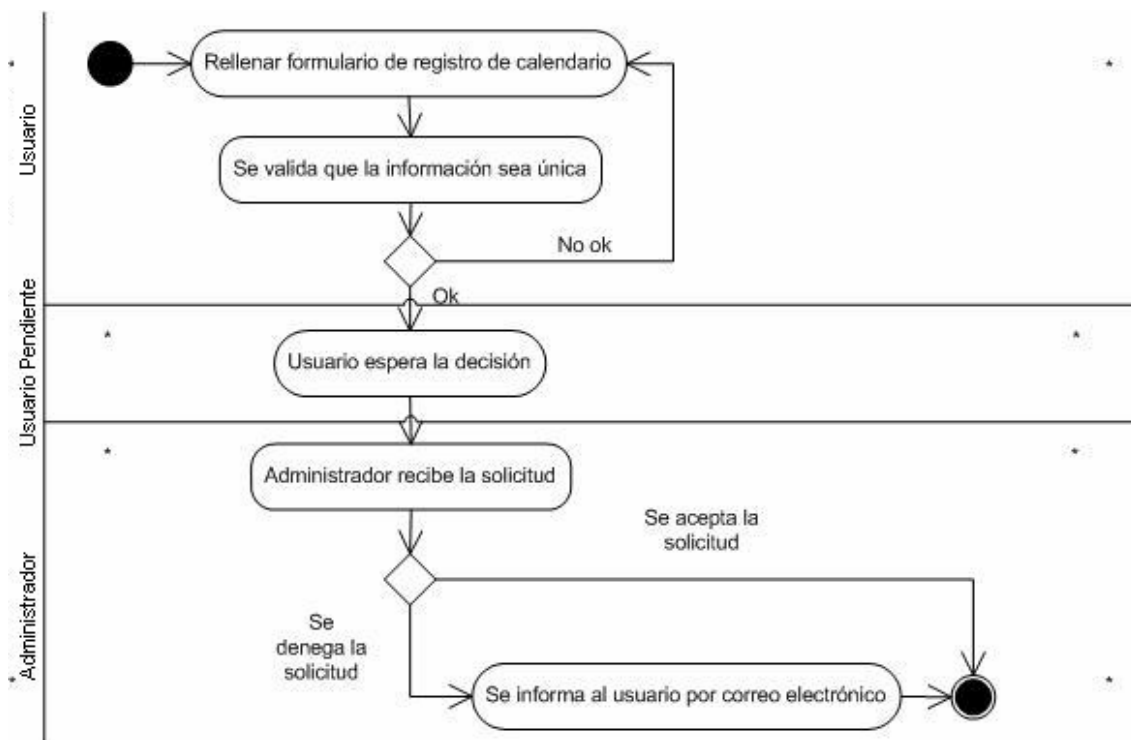 Usuario
Rellenar formulario de registro de calendario
Se valida que la información sea única
No ok
Ok
Usuario Pendiente
Usuario espera la decisión
Administrador
Administrador recibe la solicitud
Se acepta la
solicitud
Se
denega la
solicitud
Se informa al usuario por correo electrónico